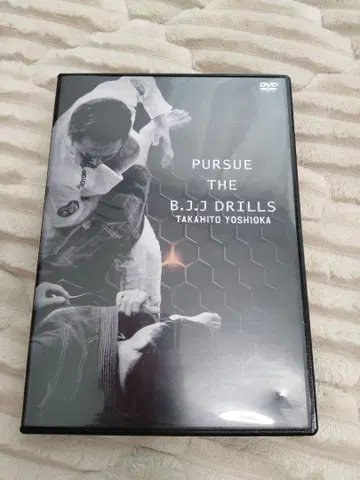 DVD
PURSUE
THE
B.J.J DRILLS
TAKAHITO YOSHIOKA